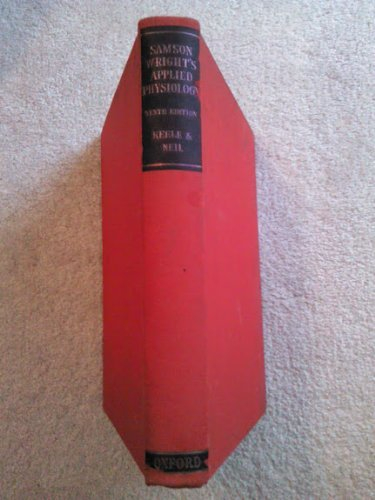 SAMSON
WRIGHT'S
APPLIED
PHYSIOLOGY
TENTH EDITION
KEELE &
NEIL
OXFORD